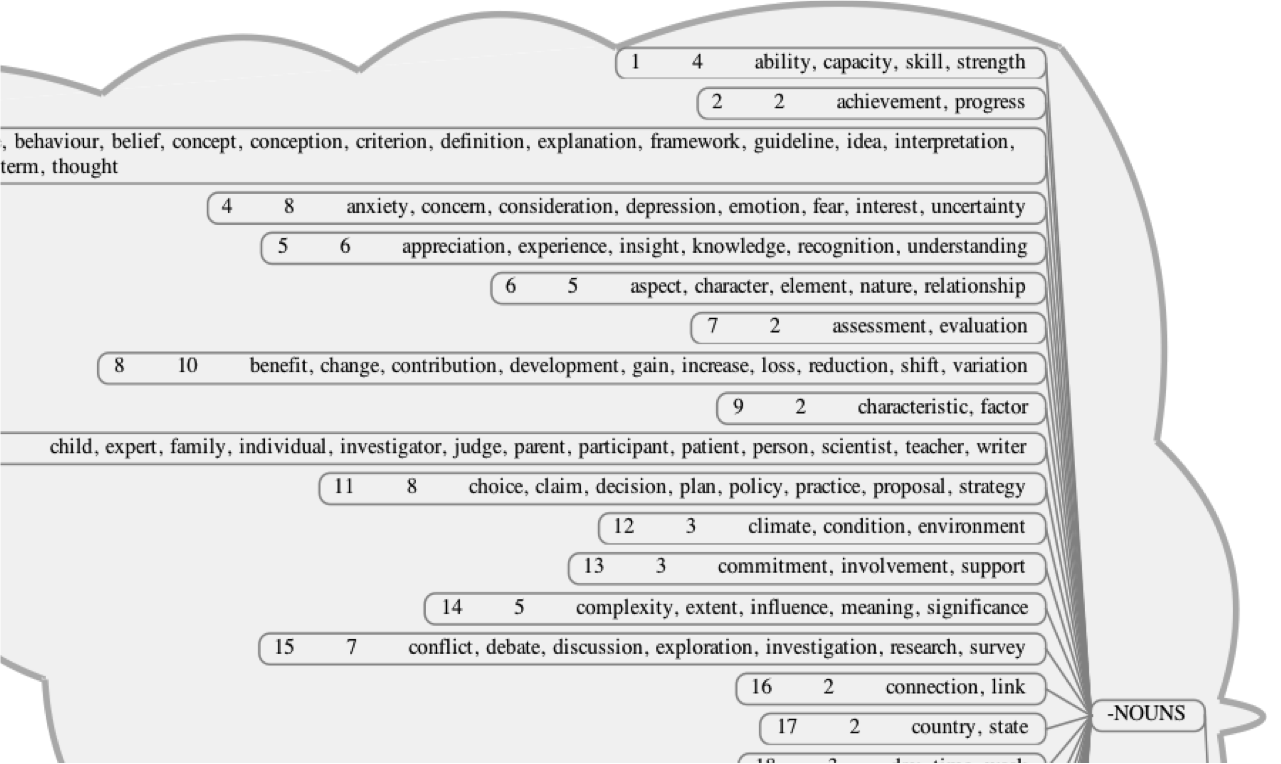 1 4 ability, capacity, skill, strength
2 2 achievement, progress
, behaviour, belief, concept, conception, criterion, definition, explanation, framework, guideline, idea, interpretation,
term, thought
4 8 anxiety, concern, consideration, depression, emotion, fear, interest, uncertainty
5 6 appreciation, experience, insight, knowledge, recognition, understanding
6 5 aspect, character, element, nature, relationship
7 2 assessment, evaluation
8 10 benefit, change, contribution, development, gain, increase, loss, reduction, shift, variation
9 2 characteristic, factor
child, expert, family, individual, investigator, judge, parent, participant, patient, person, scientist, teacher, writer
11 8 choice, claim, decision, plan, policy, practice, proposal, strategy
12 3 climate, condition, environment
13 3 commitment, involvement, support
14 5 complexity, extent, influence, meaning, significance
15 7 conflict, debate, discussion, exploration, investigation, research, survey
16 2 connection, link
-NOUNS
17 2 country, state